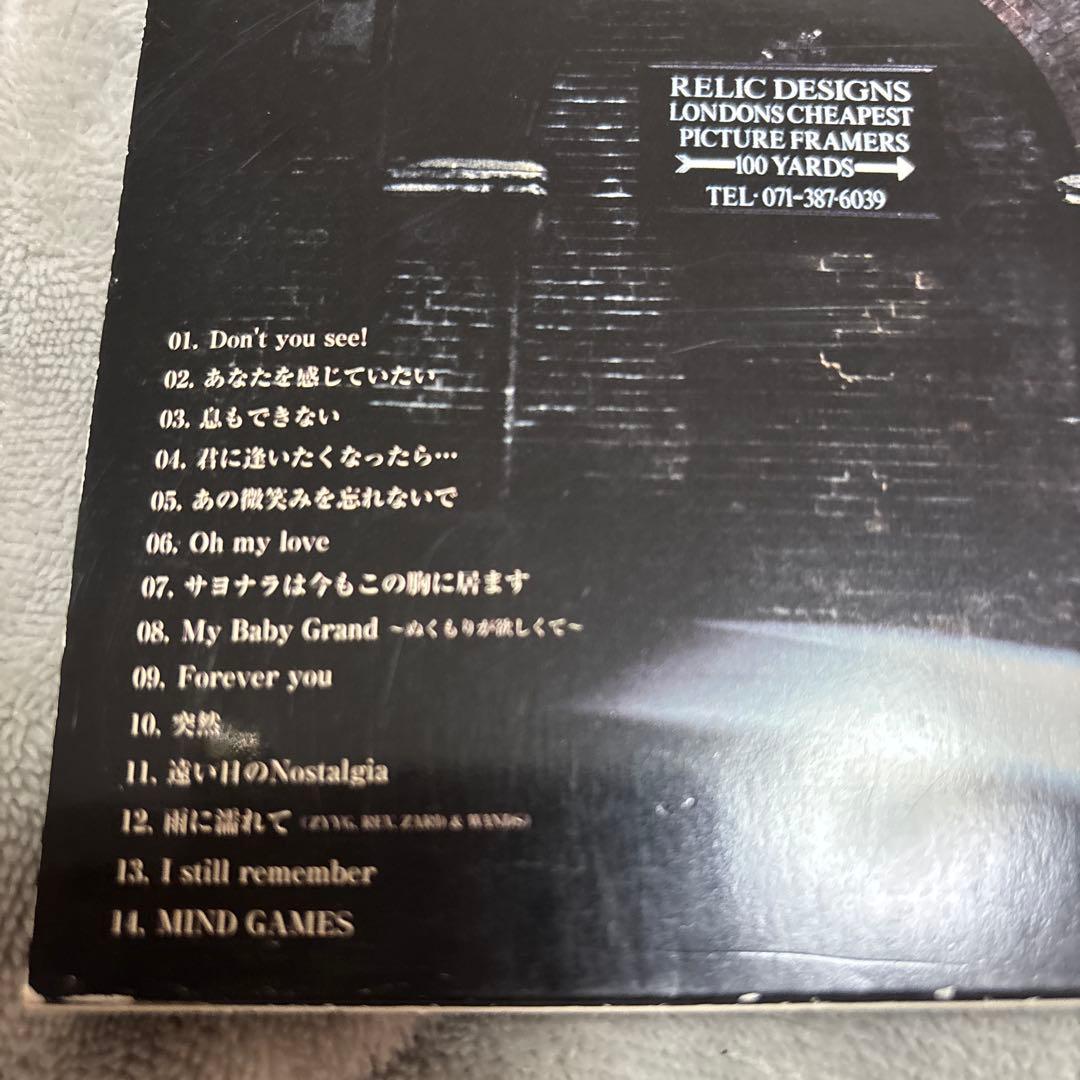 RELIC DESIGNS
LONDONS CHEAPEST
PICTURE FRAMERS
100 YARDS
TEL· 071-387·6039
01. Don't you see!
02. あなたを感じていたい
03. 息もできない
04. 君に逢いたくなったら…
05. あの微笑みを忘れないで
06. Oh my love
07. サヨナラは今もこの胸に居ます
08. My Baby Grand ～ぬくもりが欲しくて～
09. Forever you
10. 突然
11. 遠い日のNostalgia
12. 雨に濡れて (ZYYG, REV, ZARD & WANDS)
13. I still remember
14. MIND GAMES